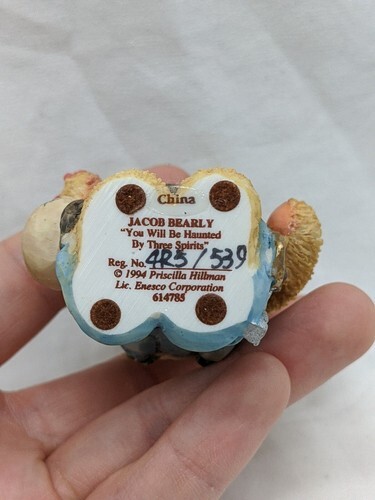 China
JACOB BEARLY
"You Will Be Haunted
By Three Spirits"
Reg. No. 4R5/539
© 1994 Priscilla Hillman
Lic. Enesco Corporation
614785